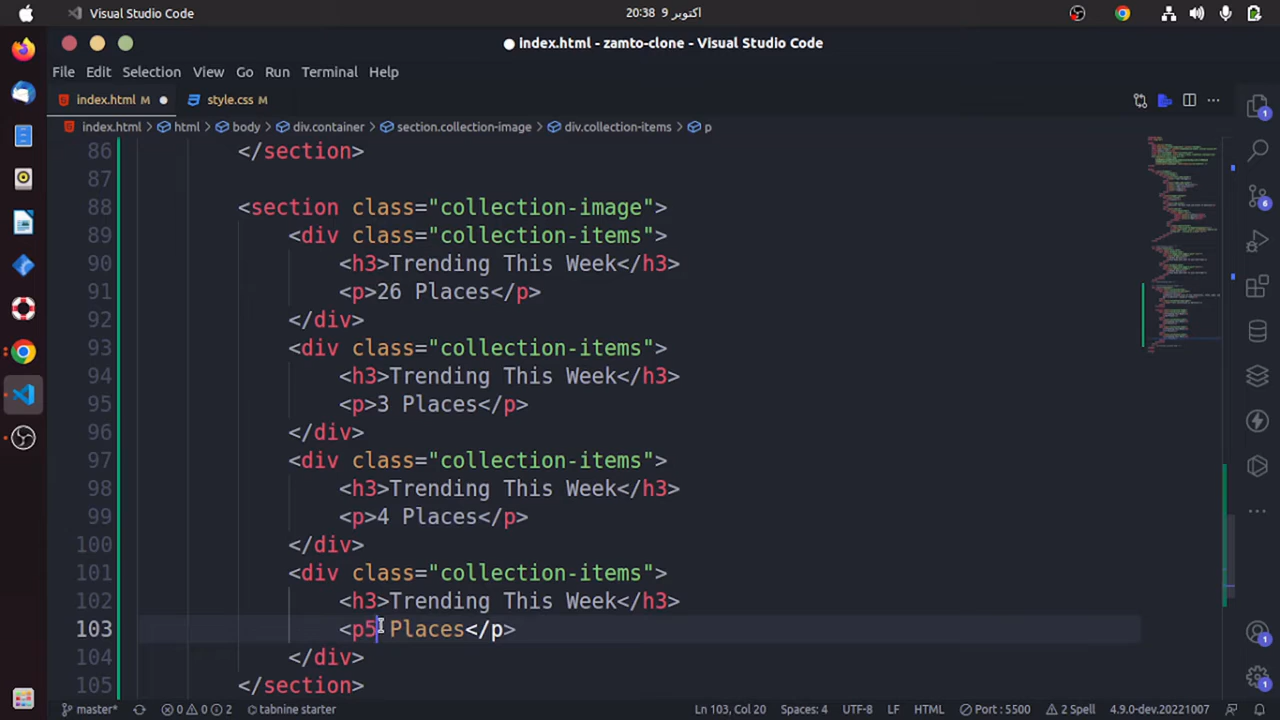 Visual Studio Code
اکتوبر 9 20:38
index.html - zamto-clone - Visual Studio Code
File Edit Selection View Go Run Terminal Help
index.html M
style.css M
index.html > html > body > div.container > section.collection-image > div.collection-items > p
86 </section>
87
88 <section class="collection-image">
89 <div class="collection-items">
90 <h3>Trending This Week</h3>
91 <p>26 Places</p>
92 </div>
93 <div class="collection-items">
94 <h3>Trending This Week</h3>
95 <p>3 Places</p>
96 </div>
97 <div class="collection-items">
98 <h3>Trending This Week</h3>
99 <p>4 Places</p>
100 </div>
101 <div class="collection-items">
102 <h3>Trending This Week</h3>
103 <p5 Places</p>
104 </div>
105 </section>
1
6
1
1
master* 0 0 2 tabnine starter Ln 103, Col 20 Spaces: 4 UTF-8 LF HTML Port : 5500 2 Spell 4.9.0-dev.20221007